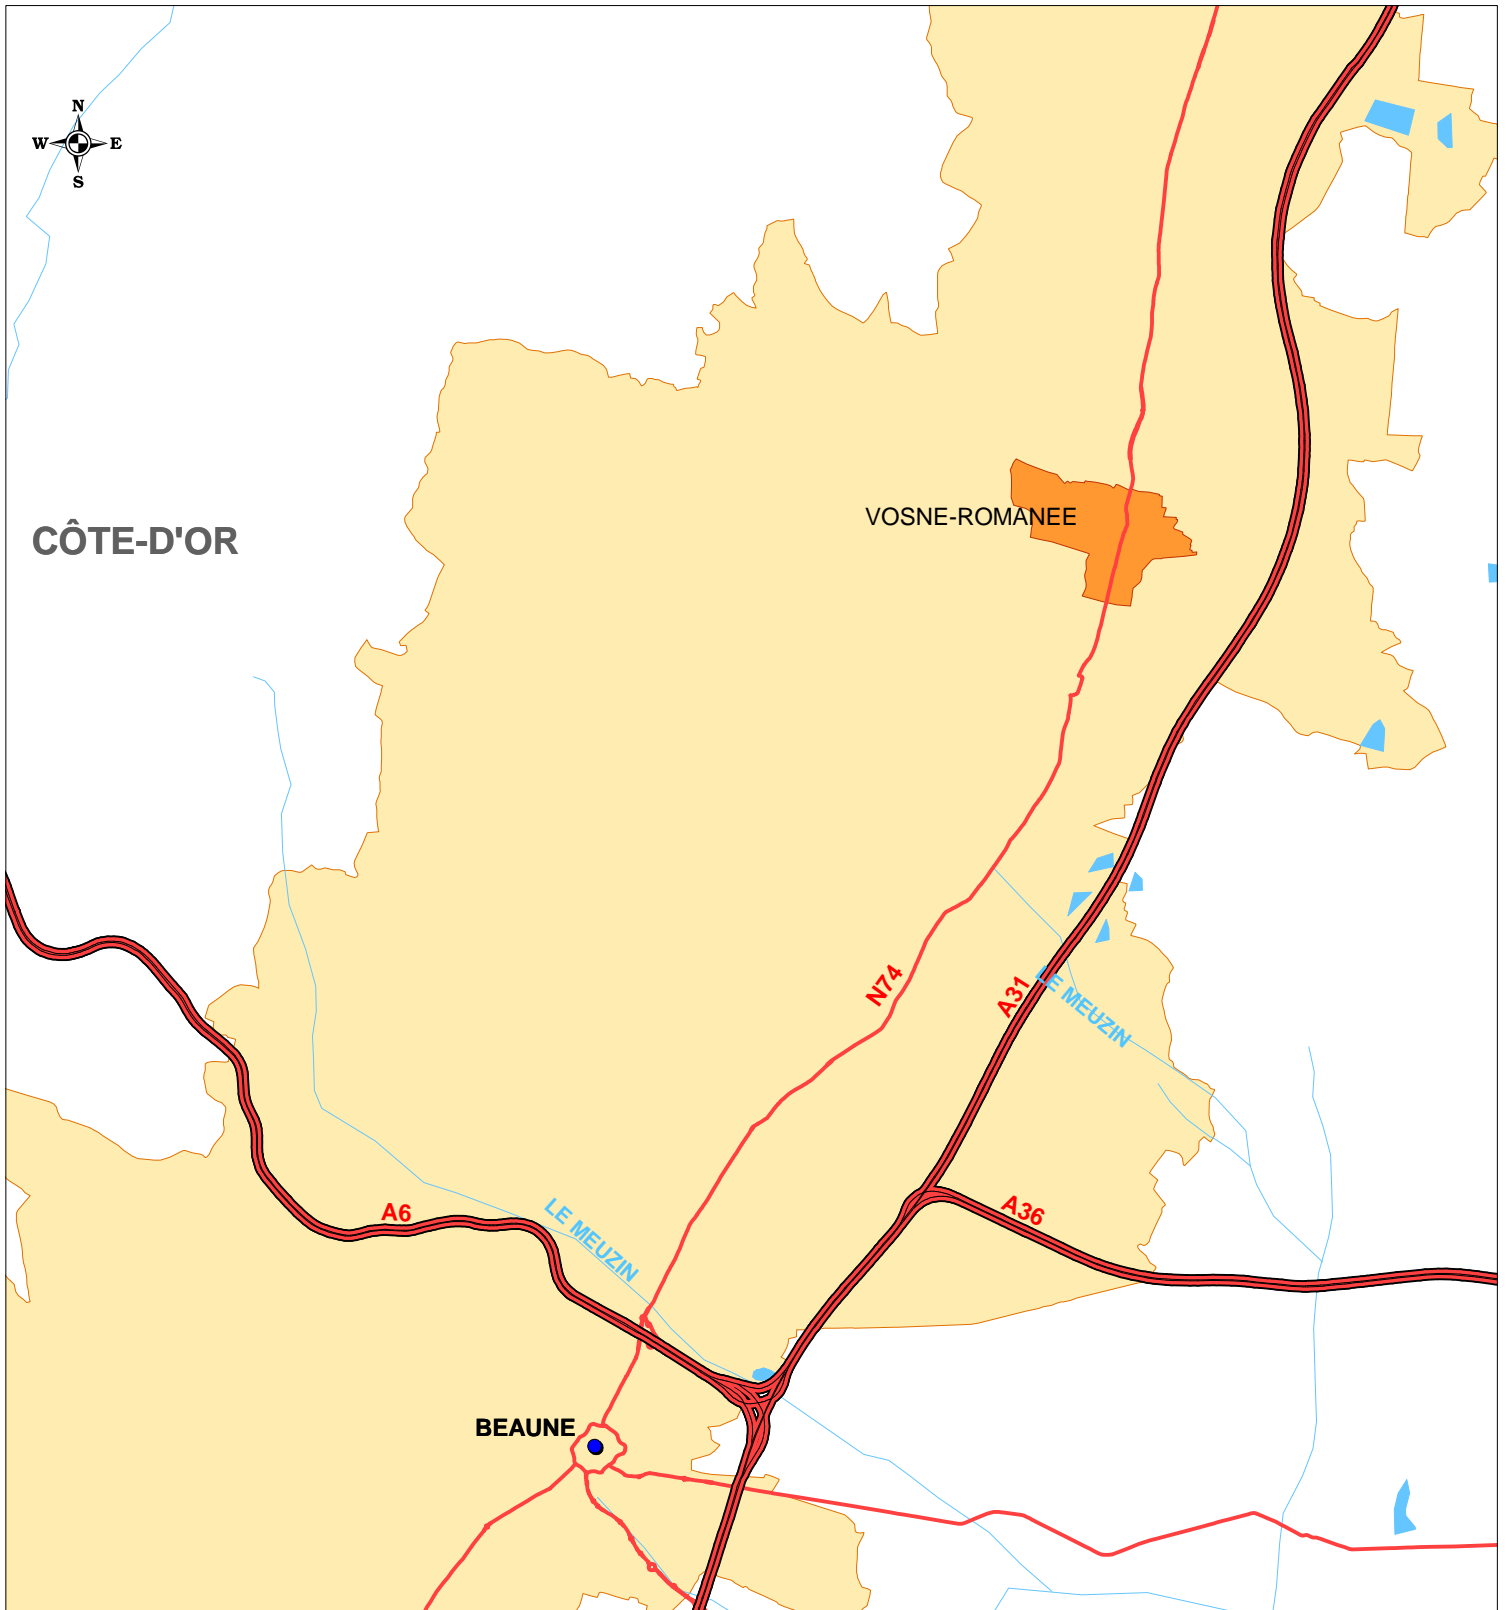 N
W E
S
VOSNE-ROMANEE
CÔTE-D'OR
N74
A31
LE MEUZIN
A6
LE MEUZIN
A36
BEAUNE